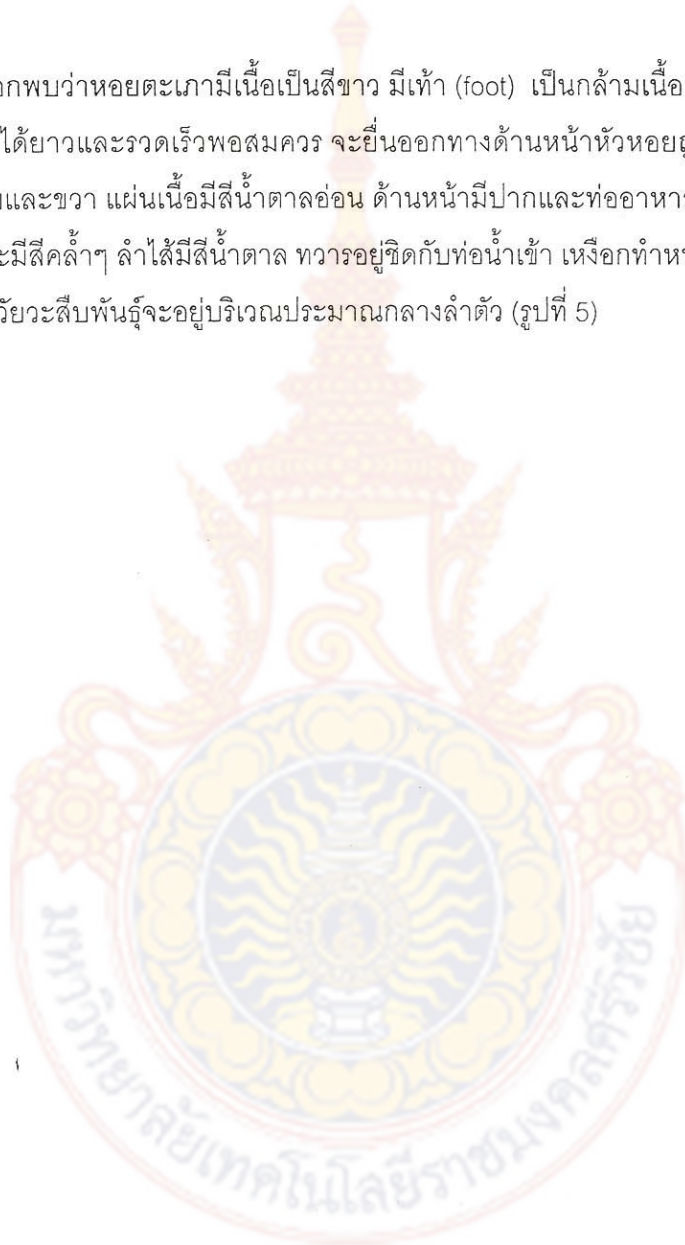 อกพบว่าหอยตะเภามีเนื้อเป็นสีขาว มีเท้า (foot) เป็นกล้ามเนื้อ
ได้ยาวและรวดเร็วพอสมควร จะยื่นออกทางด้านหน้าหัวหอย
และขวา แผ่นเนื้อมีสีน้ำตาลอ่อน ด้านหน้ามีปากและท่ออาหาร
ะมีสีคล้ำๆ ลำไส้มีสีน้ำตาล ทวารอยู่ชิดกับท่อน้ำเข้า เหงือกทำห
วัยวะสืบพันธุ์จะอยู่บริเวณประมาณกลางลำตัว (รูปที่ 5)
มหาวิทยาลัยเทคโนโลยีราชมงคลศรีวิชัย